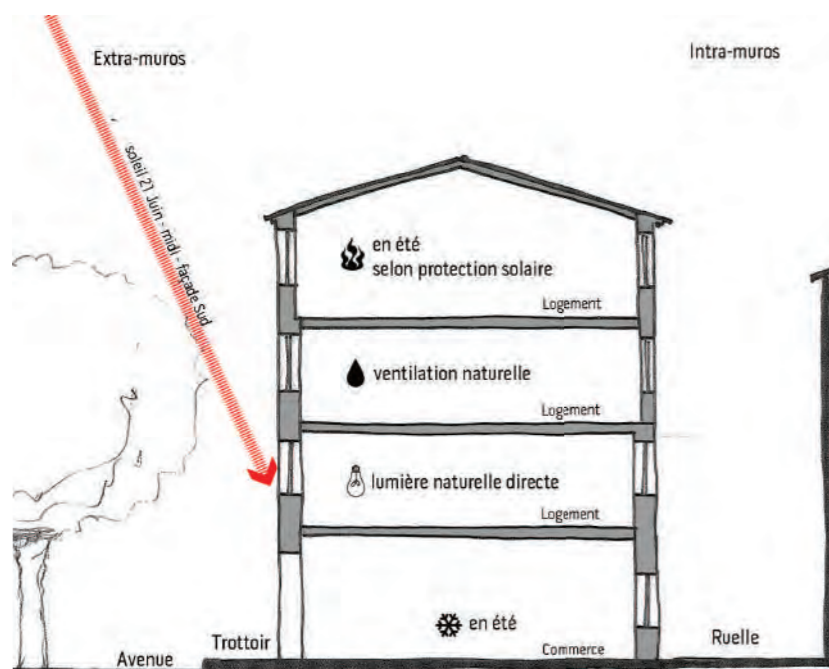 Extra-muros
Intra-muros
soleil 21 Juin - midi - façade Sud
en été
selon protection solaire
Logement
ventilation naturelle
Logement
lumière naturelle directe
Logement
en été
Commerce
Trottoir
Avenue
Ruelle